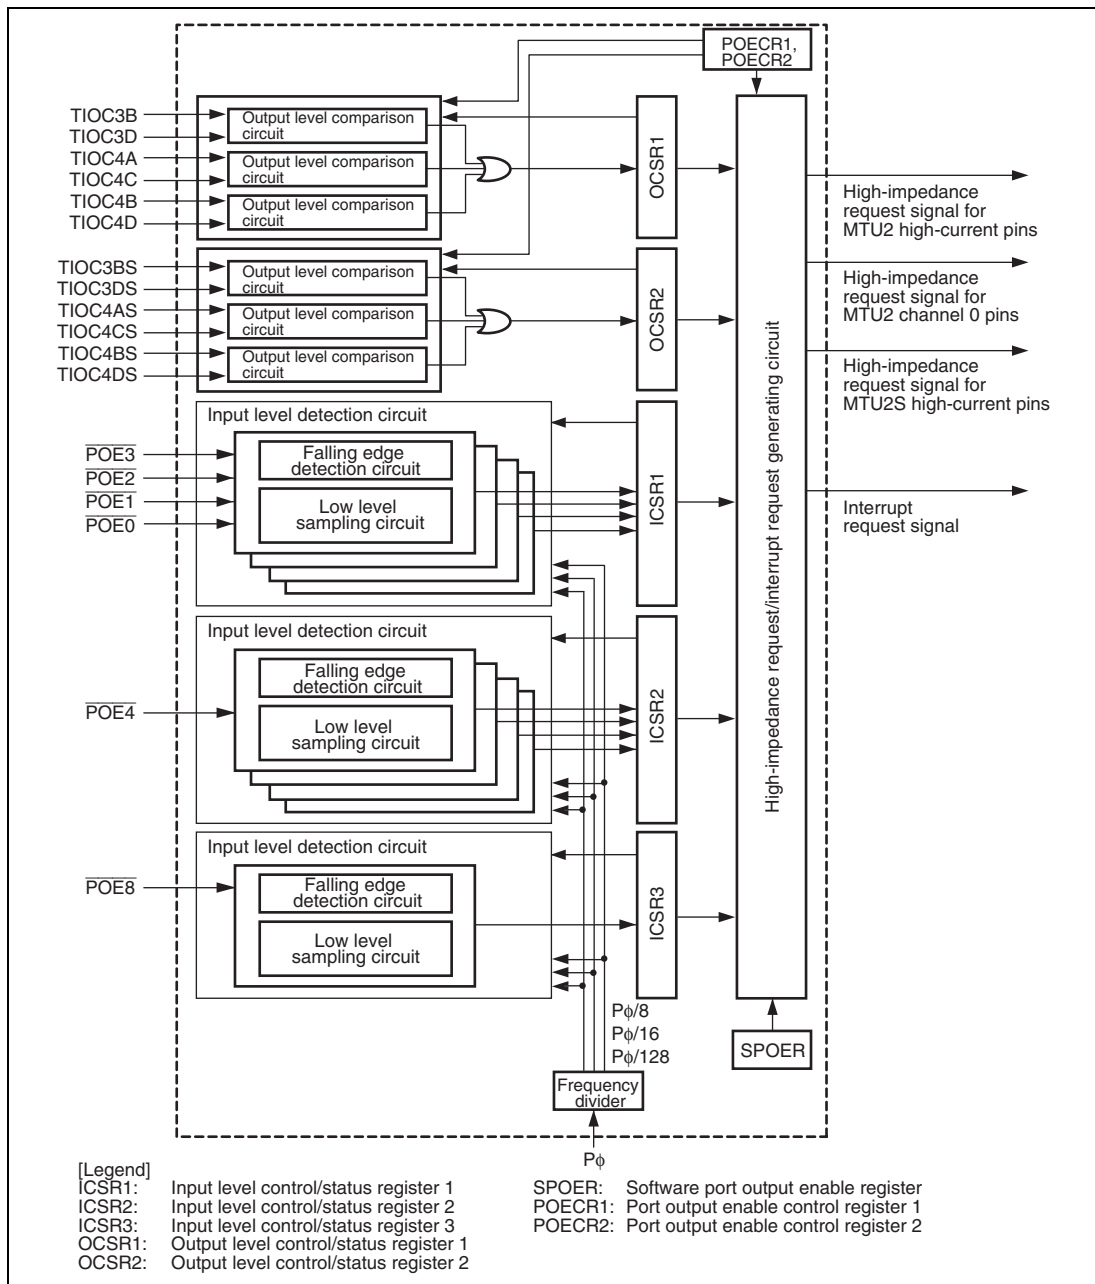 POECR1,
POECR2
TIOC3B
TIOC3D
TIOC4A
TIOC4C
TIOC4B
TIOC4D
Output level comparison
circuit
Output level comparison
circuit
Output level comparison
circuit
OCSR1
TIOC3BS
TIOC3DS
TIOC4AS
TIOC4CS
TIOC4BS
TIOC4DS
Output level comparison
circuit
Output level comparison
circuit
Output level comparison
circuit
OCSR2
High-impedance request/interrupt request generating circuit
High-impedance
request signal for
MTU2 high-current pins
High-impedance
request signal for
MTU2 channel 0 pins
High-impedance
request signal for
MTU2S high-current pins
Interrupt
request signal
Input level detection circuit
POE3
POE2
POE1
POE0
Falling edge
detection circuit
Low level
sampling circuit
ICSR1
Input level detection circuit
POE4
Falling edge
detection circuit
Low level
sampling circuit
ICSR2
Input level detection circuit
POE8
Falling edge
detection circuit
Low level
sampling circuit
ICSR3
Pϕ/8
Pϕ/16
Pϕ/128
SPOER
Frequency
divider
Pϕ
[Legend]
ICSR1: Input level control/status register 1
ICSR2: Input level control/status register 2
ICSR3: Input level control/status register 3
OCSR1: Output level control/status register 1
OCSR2: Output level control/status register 2
SPOER: Software port output enable register
POECR1: Port output enable control register 1
POECR2: Port output enable control register 2